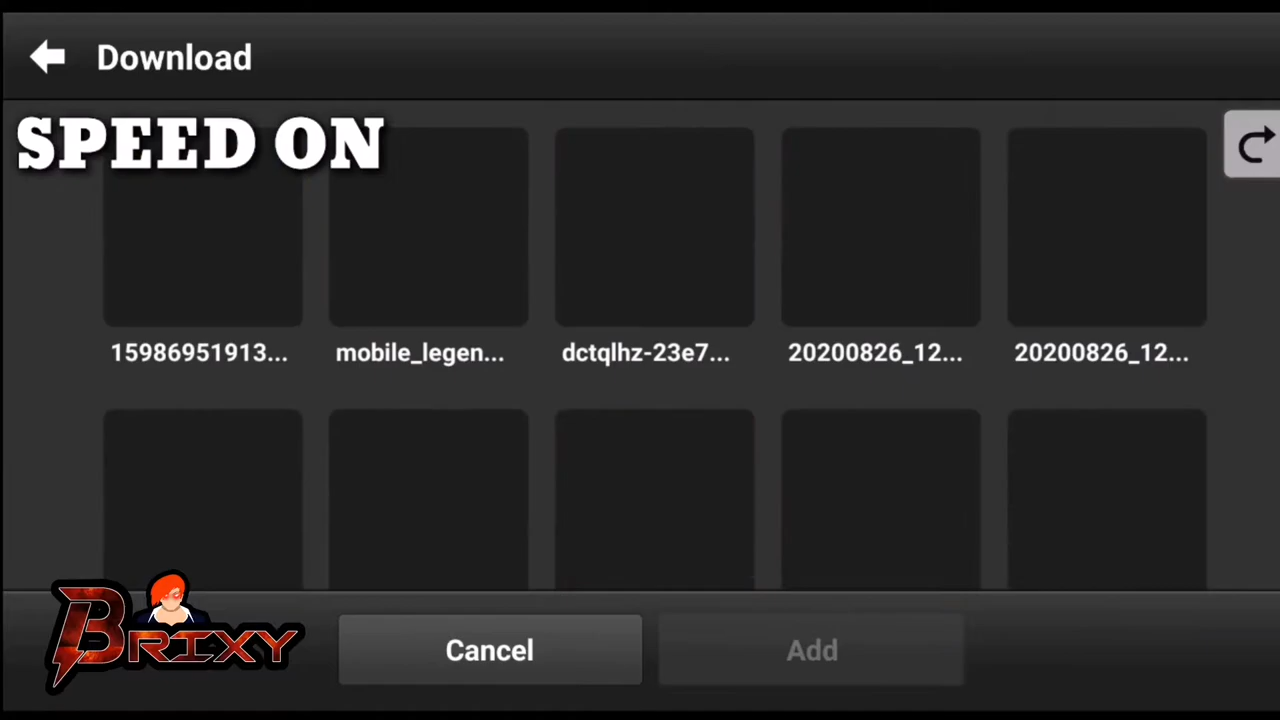 Download
SPEED ON
15986951913...
mobile_legen...
dctqlhz-23e7...
20200826_12...
20200826_12...
BRIXY
Cancel
Add